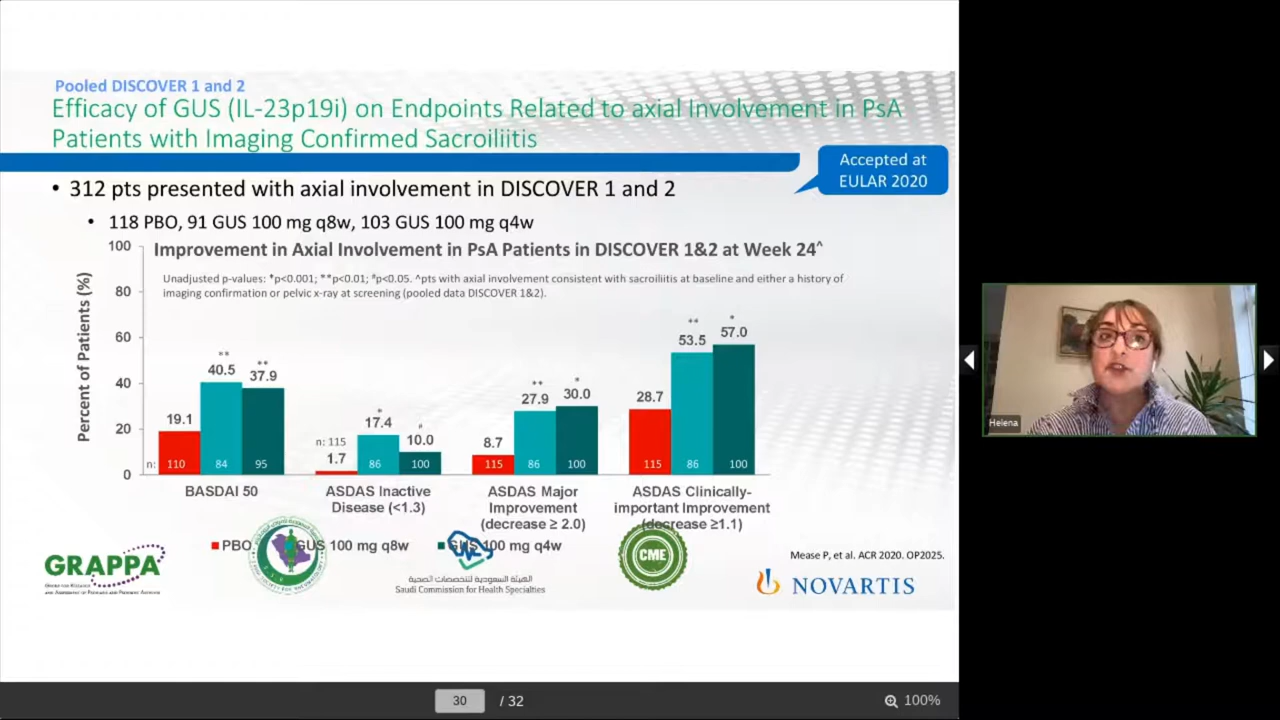 Pooled DISCOVER 1 and 2
Efficacy of GUS (IL-23p19i) on Endpoints Related to axial Involvement in PsA
Patients with Imaging Confirmed Sacroiliitis
Accepted at
EULAR 2020
• 312 pts presented with axial involvement in DISCOVER 1 and 2
• 118 PBO, 91 GUS 100 mg q8w, 103 GUS 100 mg q4w
Improvement in Axial Involvement in PsA Patients in DISCOVER 1&2 at Week 24^
Unadjusted p-values: *p<0.001; **p<0.01; #p<0.05. ^pts with axial involvement consistent with sacroiliitis at baseline and either a history of
imaging confirmation or pelvic x-ray at screening (pooled data DISCOVER 1&2).
Percent of Patients (%)
100
80
60
40
20
0
19.1
** 40.5
** 37.9
n: 115
1.7
* 17.4
# 10.0
8.7
** 27.9
* 30.0
28.7
** 53.5
* 57.0
n: 110 84 95 86 100 115 86 100 115 86 100
BASDAI 50
ASDAS Inactive
Disease (<1.3)
ASDAS Major
Improvement
(decrease ≥ 2.0)
ASDAS Clinically-
important Improvement
(decrease ≥1.1)
PBO GUS 100 mg q8w GUS 100 mg q4w
GRAPPA
الهيئة السعودية للتخصصات الصحية
Saudi Commission for Health Specialties
CME
Mease P, et al. ACR 2020. OP2025.
NOVARTIS
Helena
30 / 32
100%